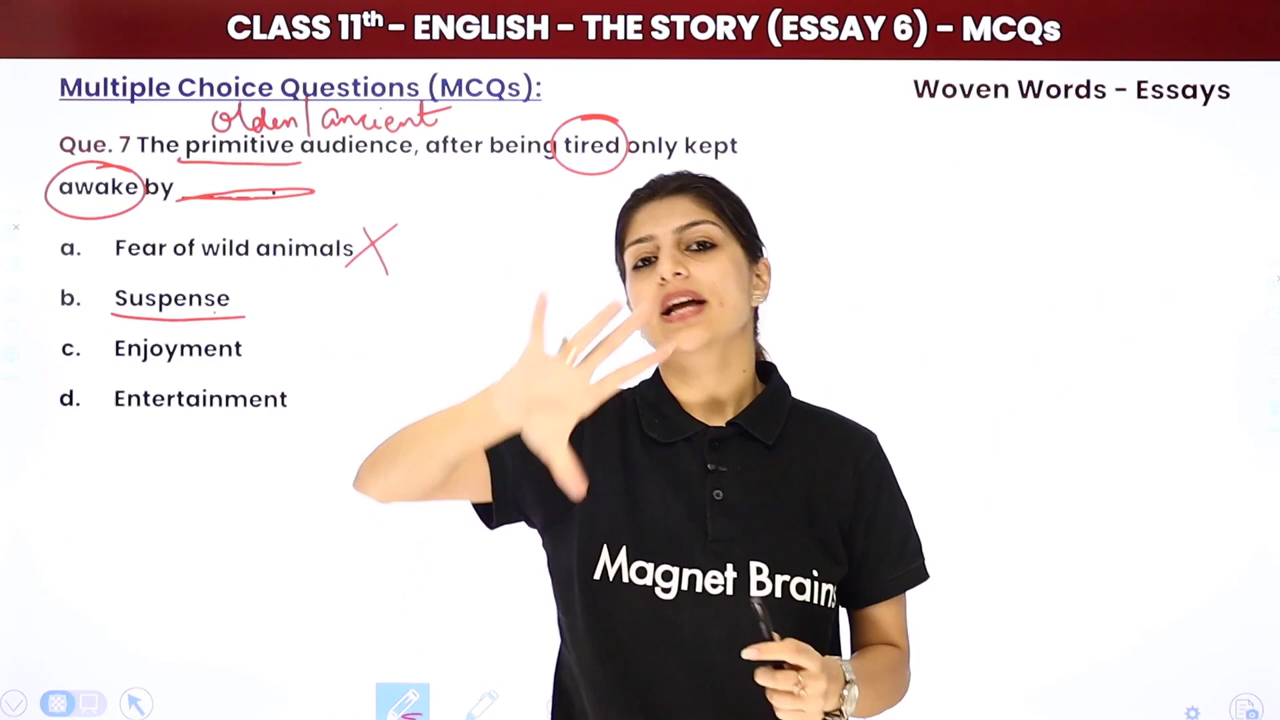 CLASS 11th - ENGLISH - THE STORY (ESSAY 6) - MCQs
Multiple Choice Questions (MCQs):
Woven Words - Essays
olden/ancient
Que. 7 The primitive audience, after being tired only kept
awake by
a. Fear of wild animals
b. Suspense
c. Enjoyment
d. Entertainment
Magnet Brains